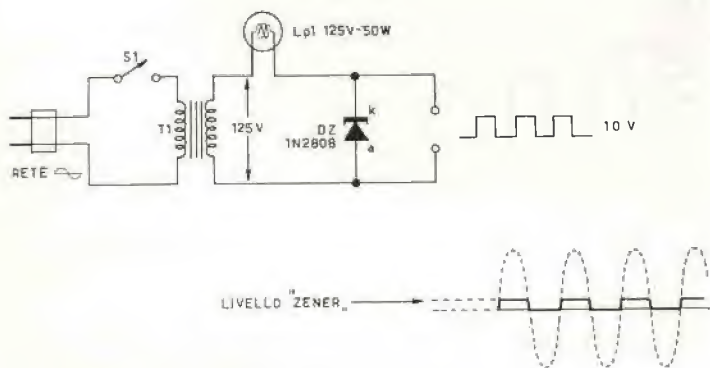 Lp1 125V-50W
S1
T1
125V
k
DZ
1N2808
a
10 V
RETE
LIVELLO "ZENER"